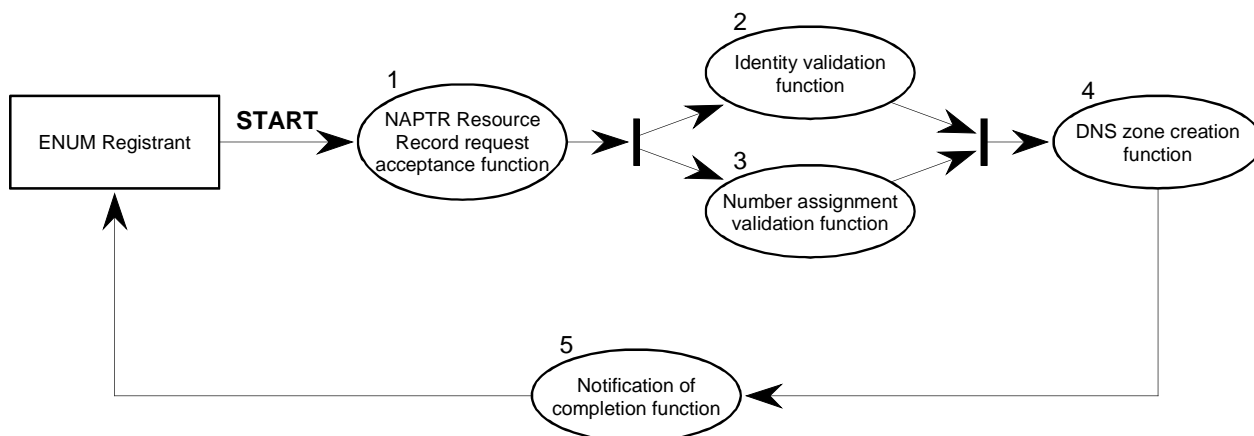 ENUM Registrant
START
1
NAPTR Resource
Record request
acceptance function
2
Identity validation
function
3
Number assignment
validation function
4
DNS zone creation
function
5
Notification of
completion function